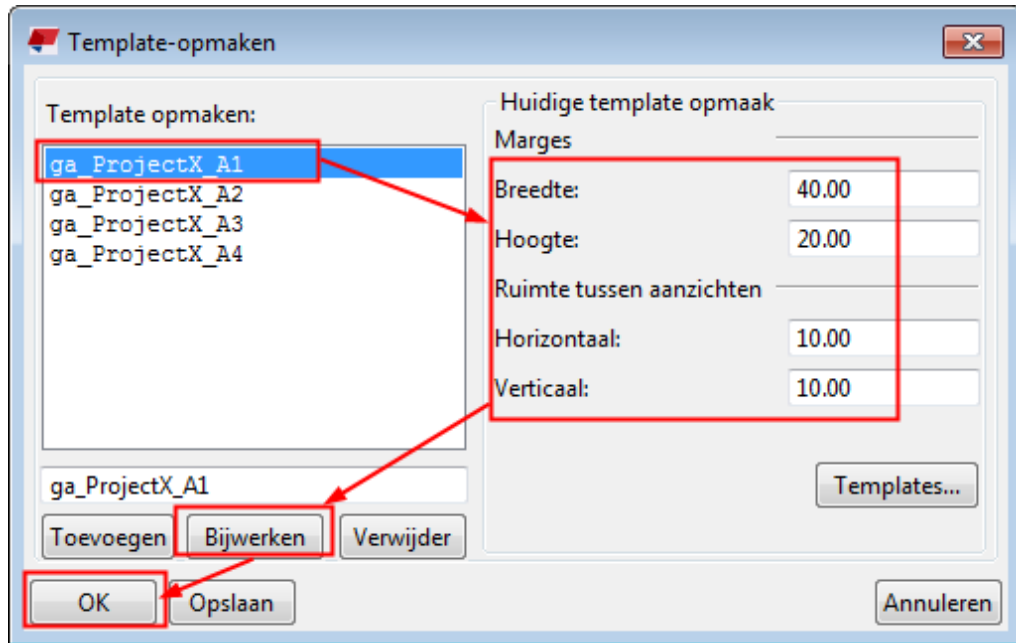 Template-opmaken
Template opmaken:
ga_ProjectX_A1
ga_ProjectX_A2
ga_ProjectX_A3
ga_ProjectX_A4
ga_ProjectX_A1
Toevoegen Bijwerken Verwijder
Huidige template opmaak
Marges
Breedte: 40.00
Hoogte: 20.00
Ruimte tussen aanzichten
Horizontaal: 10.00
Verticaal: 10.00
Templates...
OK Opslaan Annuleren